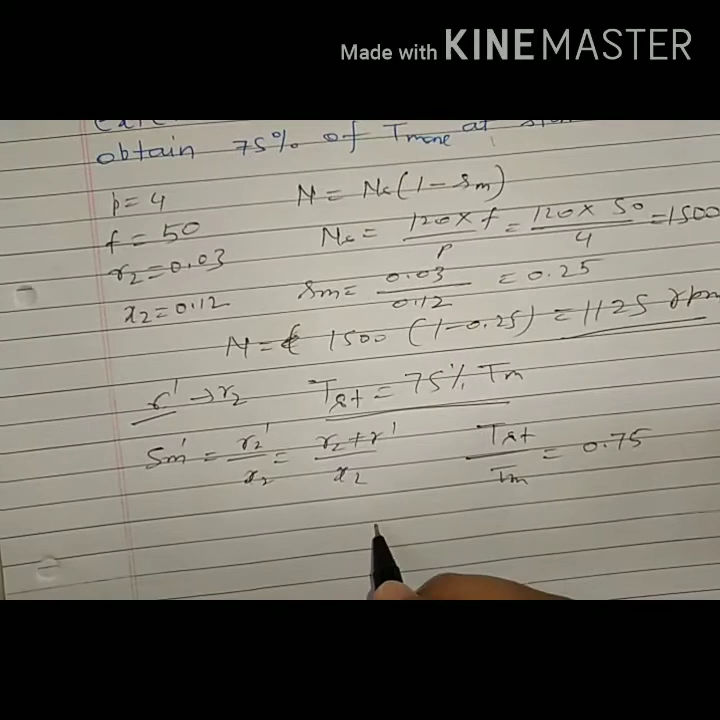 Made with KINEMASTER
obtain 75% of Tmax at
p = 4
N = Ns(1 - sm)
f = 50
Ns = 120 × f / P = 120 × 50 / 4 = 1500
r2 = 0.03
x2 = 0.12
sm = 0.03 / 0.12 = 0.25
N = 1500 (1 - 0.25) = 1125 rpm
r' → r2 Tst = 75% Tm
Sm' = r2' / x2 = r2 + r' / x2 Tst / Tm = 0.75